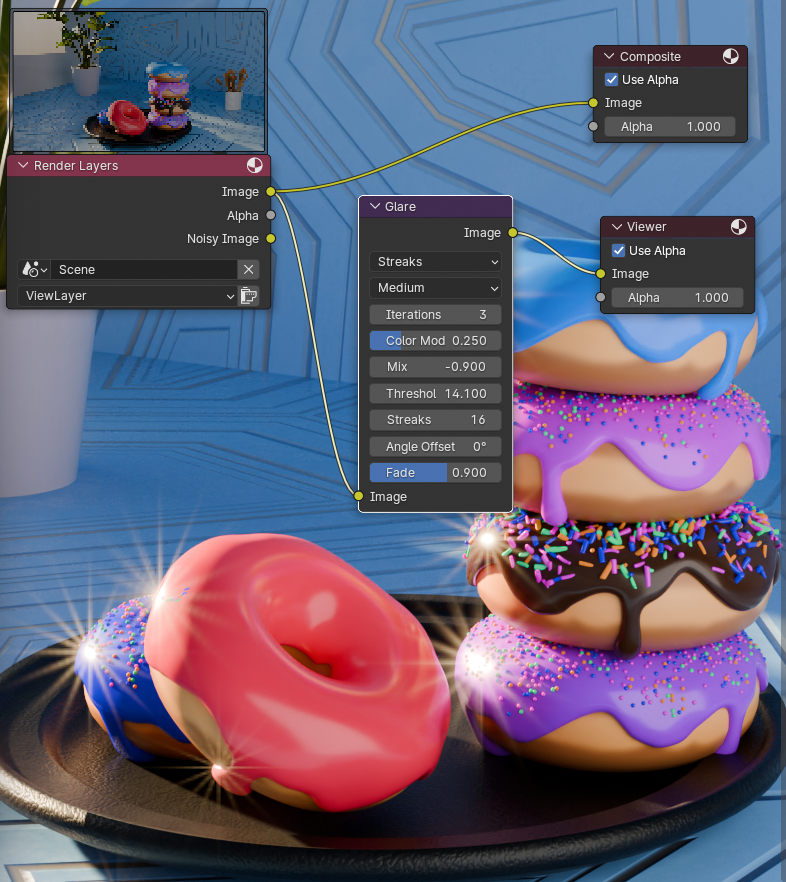 Render Layers
Image
Alpha
Noisy Image
Scene
ViewLayer
Glare
Image
Streaks
Medium
Iterations 3
Color Mod 0.250
Mix -0.900
Threshol 14.100
Streaks 16
Angle Offset 0°
Fade 0.900
Image
Composite
Use Alpha
Image
Alpha 1.000
Viewer
Use Alpha
Image
Alpha 1.000